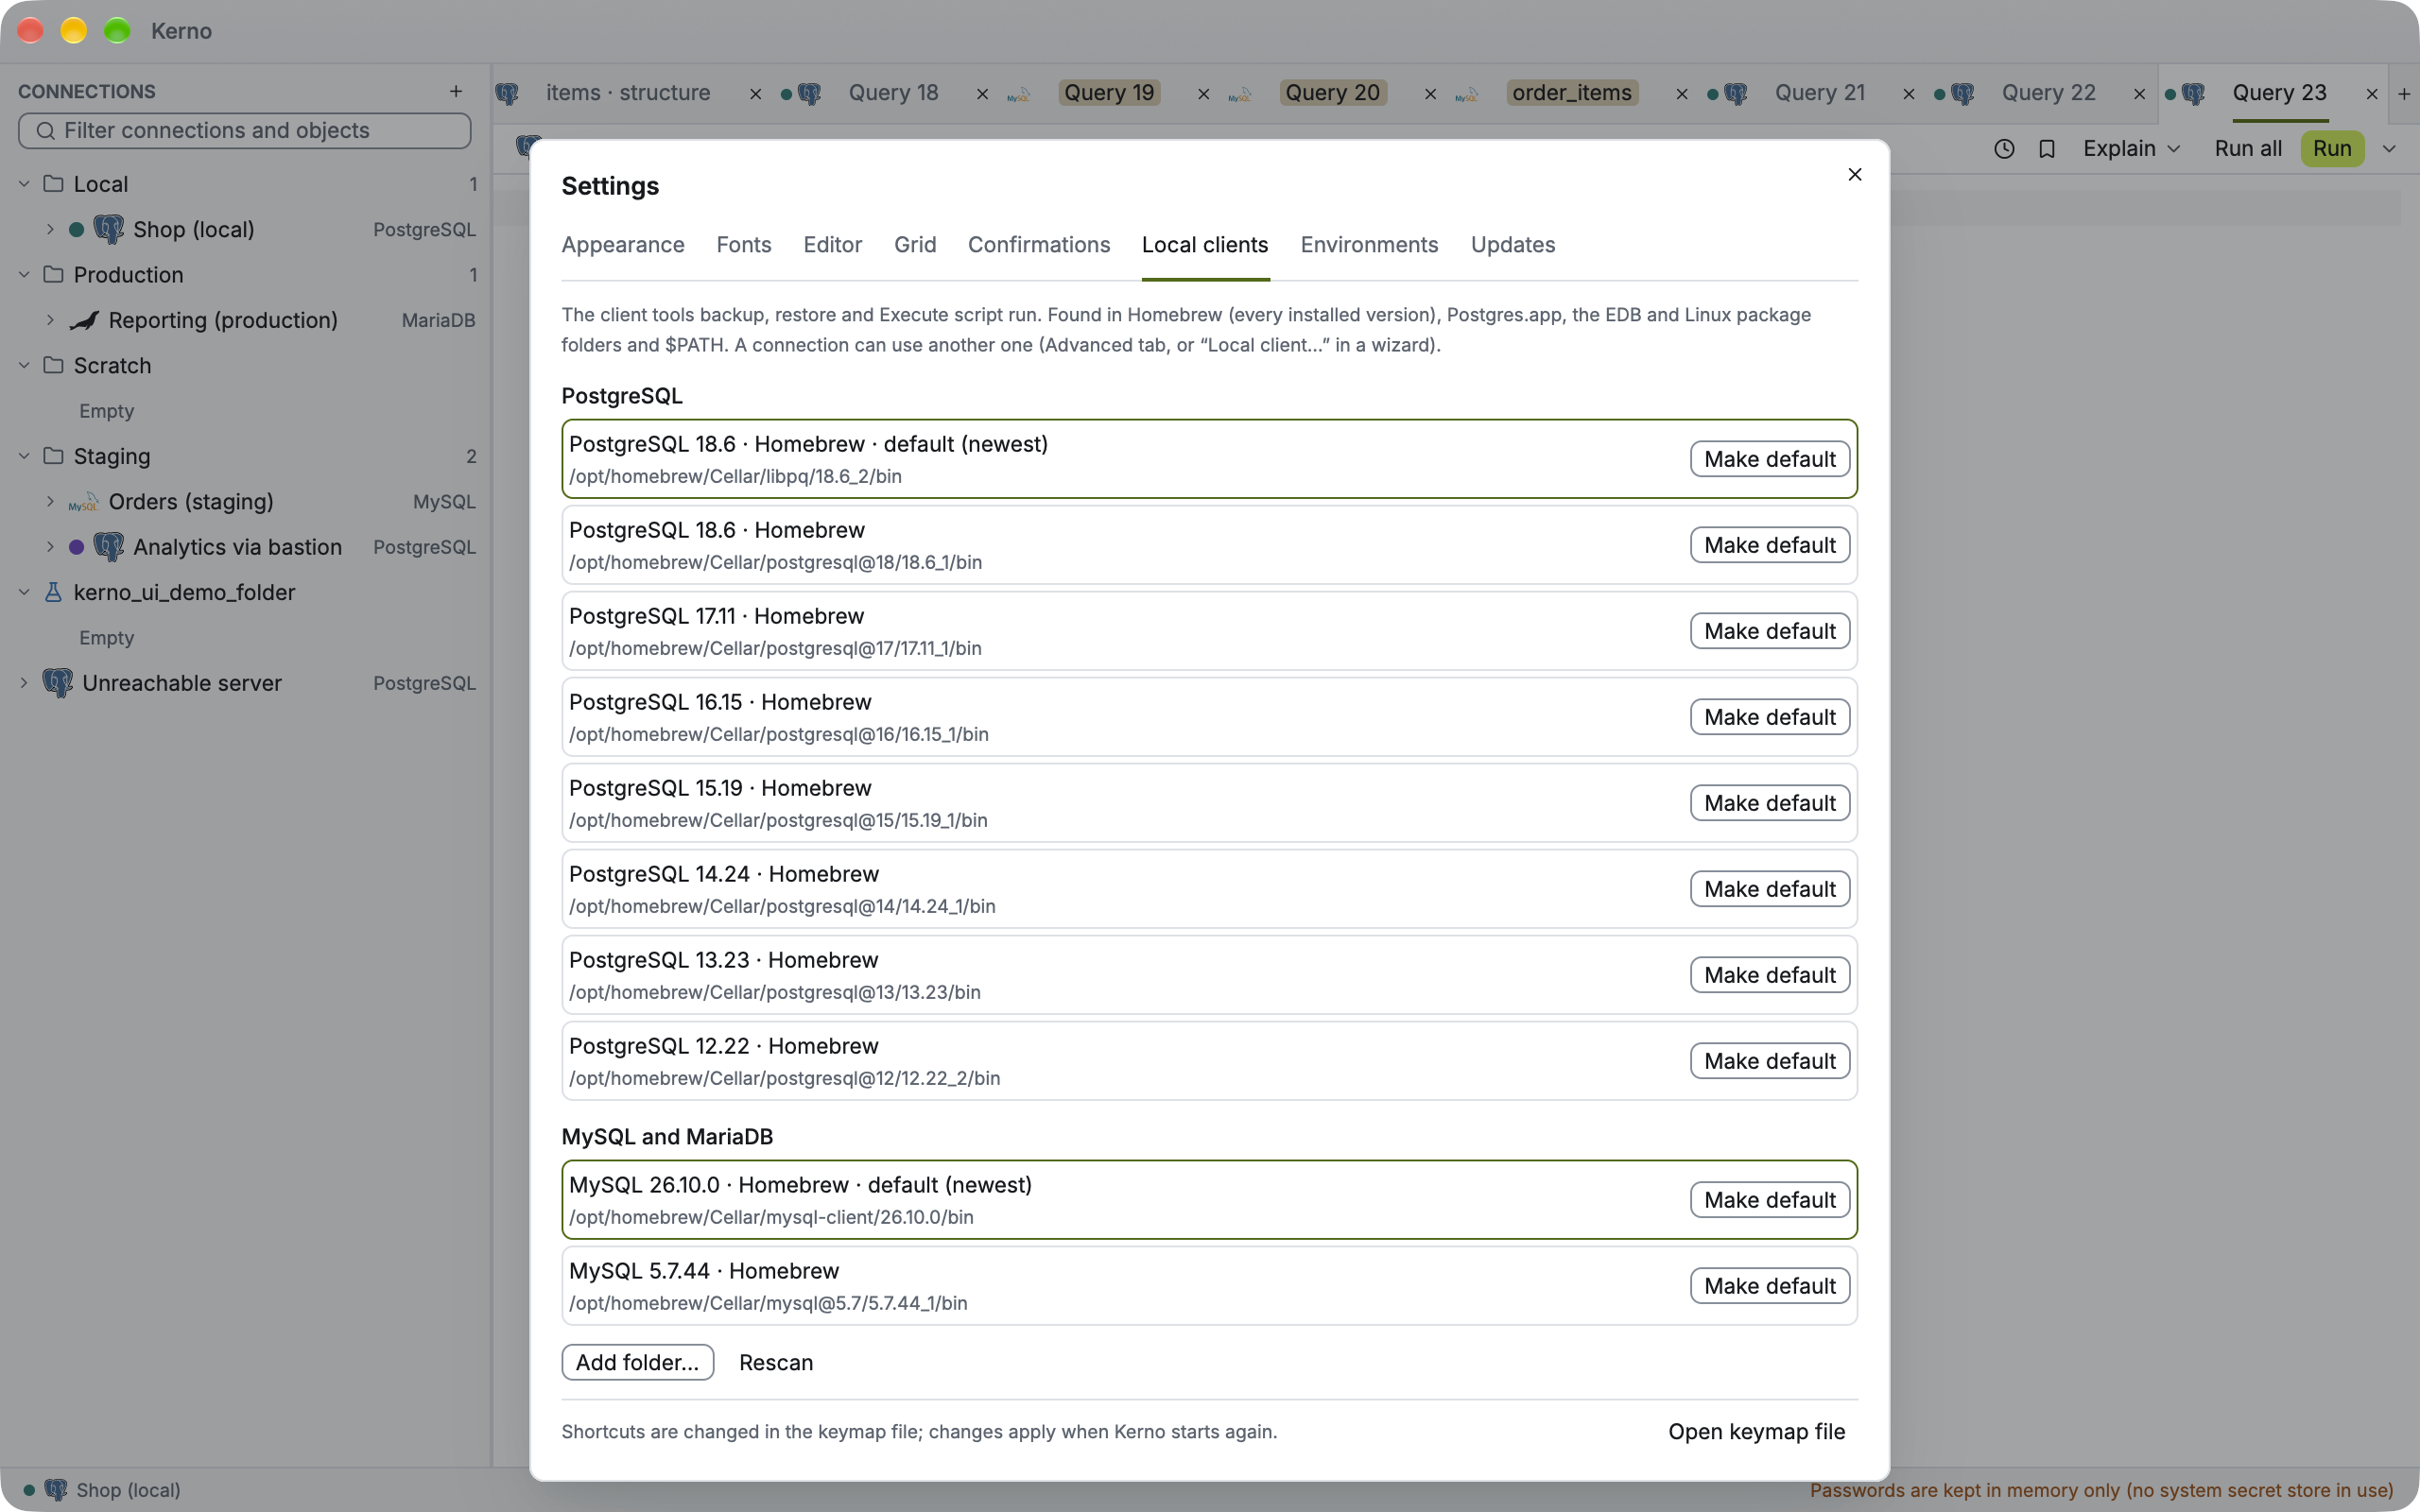 Kerno
CONNECTIONS
Filter connections and objects
Local 1
Shop (local) PostgreSQL
Production 1
Reporting (production) MariaDB
Scratch
Empty
Staging 2
MySQL Orders (staging) MySQL
Analytics via bastion PostgreSQL
kerno_ui_demo_folder
Empty
Unreachable server PostgreSQL
items · structure Query 18 MySQL Query 19 MySQL Query 20 MySQL order_items Query 21 Query 22 Query 23
Explain Run all Run
Settings
Appearance Fonts Editor Grid Confirmations Local clients Environments Updates
The client tools backup, restore and Execute script run. Found in Homebrew (every installed version), Postgres.app, the EDB and Linux package
folders and $PATH. A connection can use another one (Advanced tab, or “Local client…” in a wizard).
PostgreSQL
PostgreSQL 18.6 · Homebrew · default (newest)
/opt/homebrew/Cellar/libpq/18.6_2/bin
Make default
PostgreSQL 18.6 · Homebrew
/opt/homebrew/Cellar/postgresql@18/18.6_1/bin
Make default
PostgreSQL 17.11 · Homebrew
/opt/homebrew/Cellar/postgresql@17/17.11_1/bin
Make default
PostgreSQL 16.15 · Homebrew
/opt/homebrew/Cellar/postgresql@16/16.15_1/bin
Make default
PostgreSQL 15.19 · Homebrew
/opt/homebrew/Cellar/postgresql@15/15.19_1/bin
Make default
PostgreSQL 14.24 · Homebrew
/opt/homebrew/Cellar/postgresql@14/14.24_1/bin
Make default
PostgreSQL 13.23 · Homebrew
/opt/homebrew/Cellar/postgresql@13/13.23/bin
Make default
PostgreSQL 12.22 · Homebrew
/opt/homebrew/Cellar/postgresql@12/12.22_2/bin
Make default
MySQL and MariaDB
MySQL 26.10.0 · Homebrew · default (newest)
/opt/homebrew/Cellar/mysql-client/26.10.0/bin
Make default
MySQL 5.7.44 · Homebrew
/opt/homebrew/Cellar/mysql@5.7/5.7.44_1/bin
Make default
Add folder… Rescan
Shortcuts are changed in the keymap file; changes apply when Kerno starts again. Open keymap file
Shop (local) Passwords are kept in memory only (no system secret store in use)